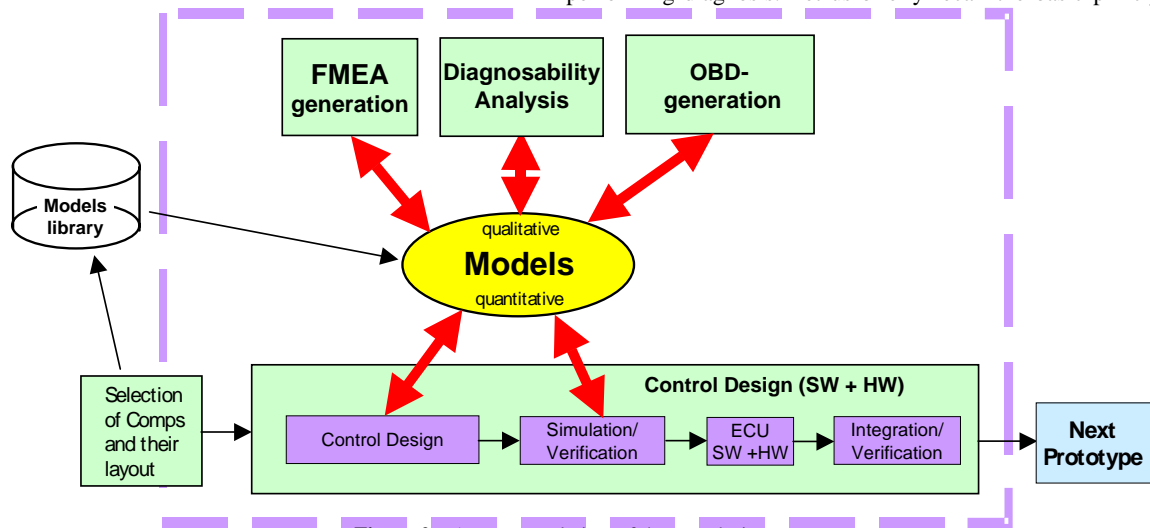 FMEA
generation
Diagnosability
Analysis
OBD-
generation
Models
library
qualitative
Models
quantitative
Selection
of Comps
and their
layout
Control Design (SW + HW)
Control Design
Simulation/
Verification
ECU
SW +HW
Integration/
Verification
Next
Prototype